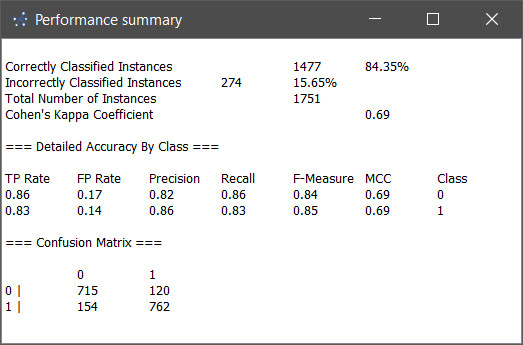 Performance summary
Correctly Classified Instances 1477 84.35%
Incorrectly Classified Instances 274 15.65%
Total Number of Instances 1751
Cohen's Kappa Coefficient 0.69
=== Detailed Accuracy By Class ===
TP Rate FP Rate Precision Recall F-Measure MCC Class
0.86 0.17 0.82 0.86 0.84 0.69 0
0.83 0.14 0.86 0.83 0.85 0.69 1
=== Confusion Matrix ===
0 1
0 | 715 120
1 | 154 762